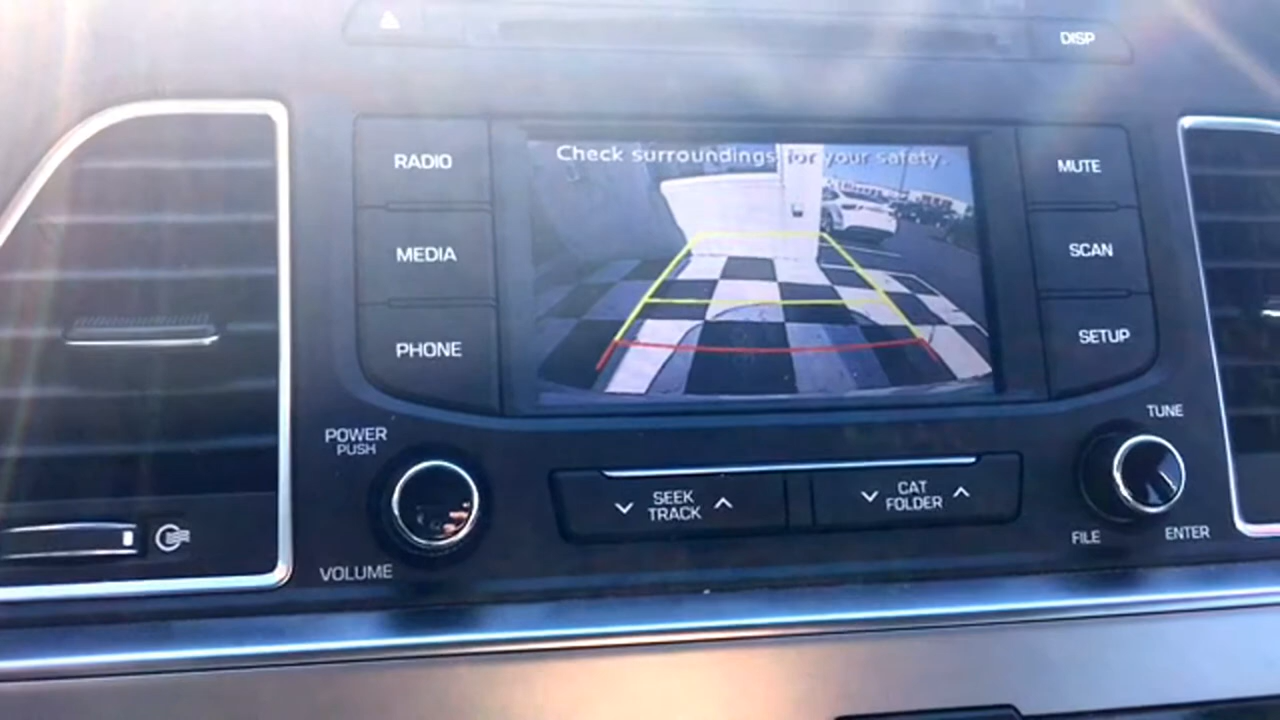 DISP
Check surroundings for your safety.
RADIO
MEDIA
PHONE
MUTE
SCAN
SETUP
POWER
PUSH
VOLUME
SEEK
TRACK
CAT
FOLDER
TUNE
FILE
ENTER